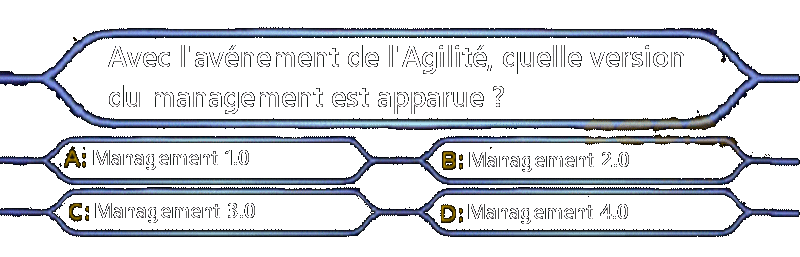 Avec l'avénement de l'Agilité, quelle version
du management est apparue ?
A: Management 1.0
B: Management 2.0
C: Management 3.0
D: Management 4.0